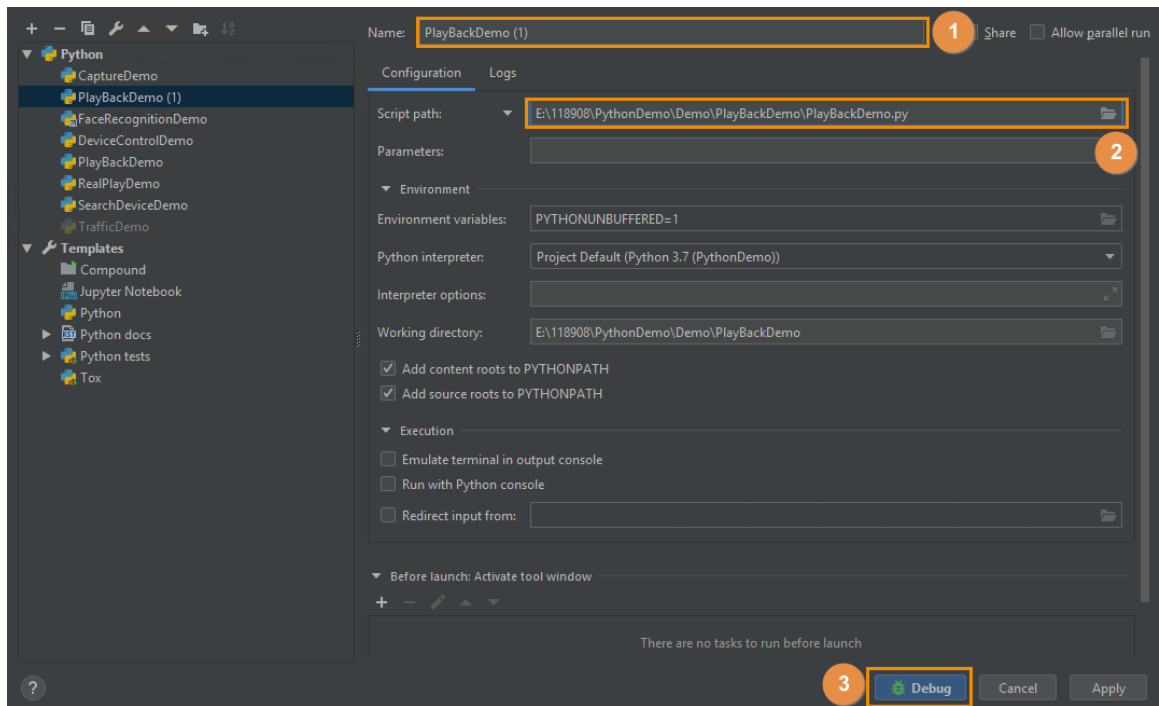 Name: PlayBackDemo (1) 1 Share Allow parallel run
Python
CaptureDemo
PlayBackDemo (1)
FaceRecognitionDemo
DeviceControlDemo
PlayBackDemo
RealPlayDemo
SearchDeviceDemo
TrafficDemo
Templates
Compound
Jupyter Notebook
Python
Python docs
Python tests
Tox
Configuration Logs
Script path: E:\118908\PythonDemo\Demo\PlayBackDemo\PlayBackDemo.py
Parameters: 2
Environment
Environment variables: PYTHONUNBUFFERED=1
Python interpreter: Project Default (Python 3.7 (PythonDemo))
Interpreter options:
Working directory: E:\118908\PythonDemo\Demo\PlayBackDemo
Add content roots to PYTHONPATH
Add source roots to PYTHONPATH
Execution
Emulate terminal in output console
Run with Python console
Redirect input from:
Before launch: Activate tool window
There are no tasks to run before launch
? 3 Debug Cancel Apply